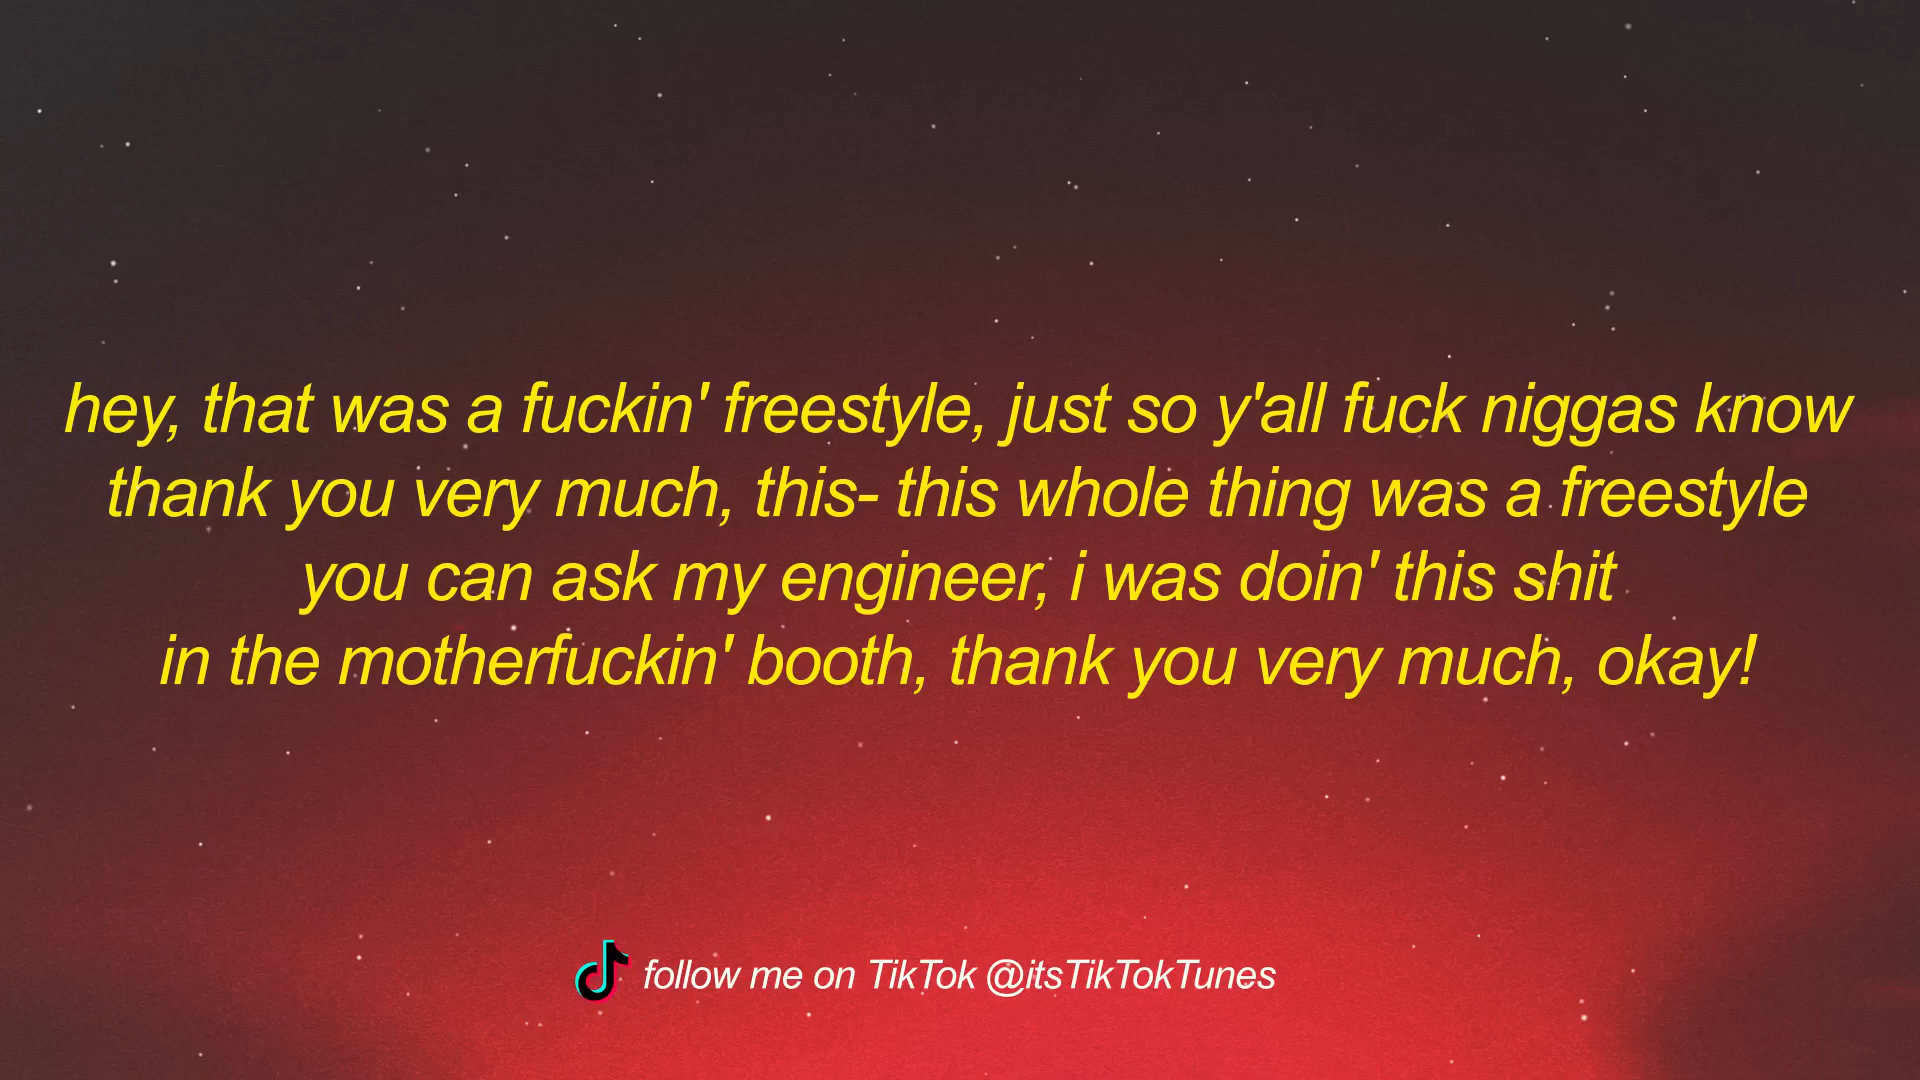 hey, that was a fuckin' freestyle, just so y'all fuck niggas know
thank you very much, this- this whole thing was a freestyle
you can ask my engineer, i was doin' this shit
in the motherfuckin' booth, thank you very much, okay!
follow me on TikTok @itsTikTokTunes